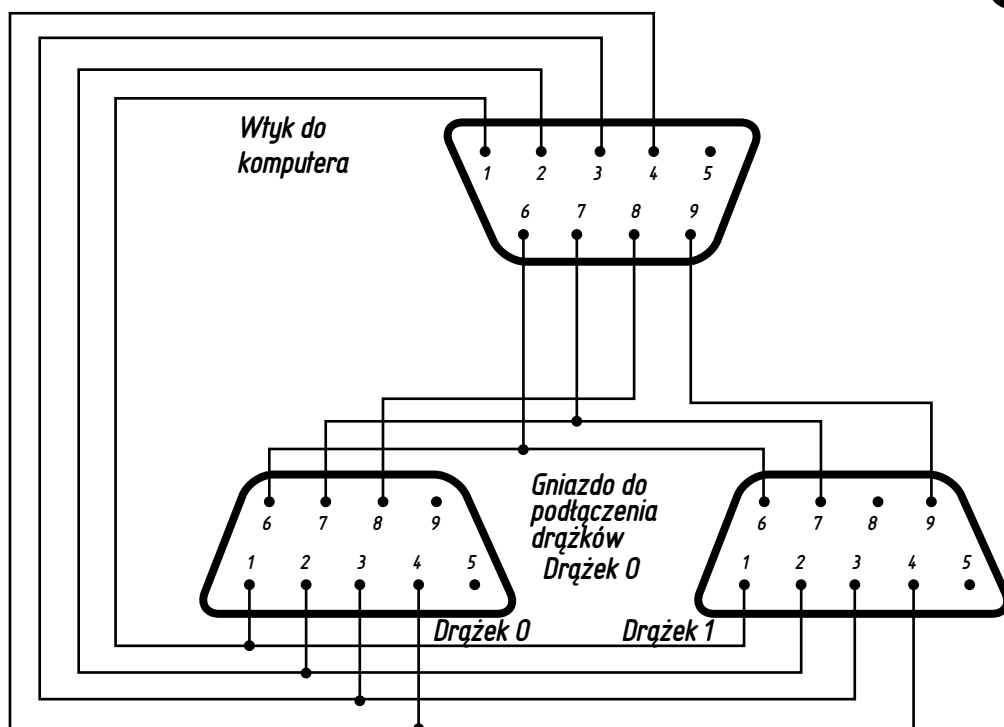 Wtyk do
komputera
1 2 3 4 5
6 7 8 9
Gniazdo do
podłączenia
drążków
Drążek 0
6 7 8 9
1 2 3 4 5
6 7 8 9
1 2 3 4 5
Drążek 0
Drążek 1